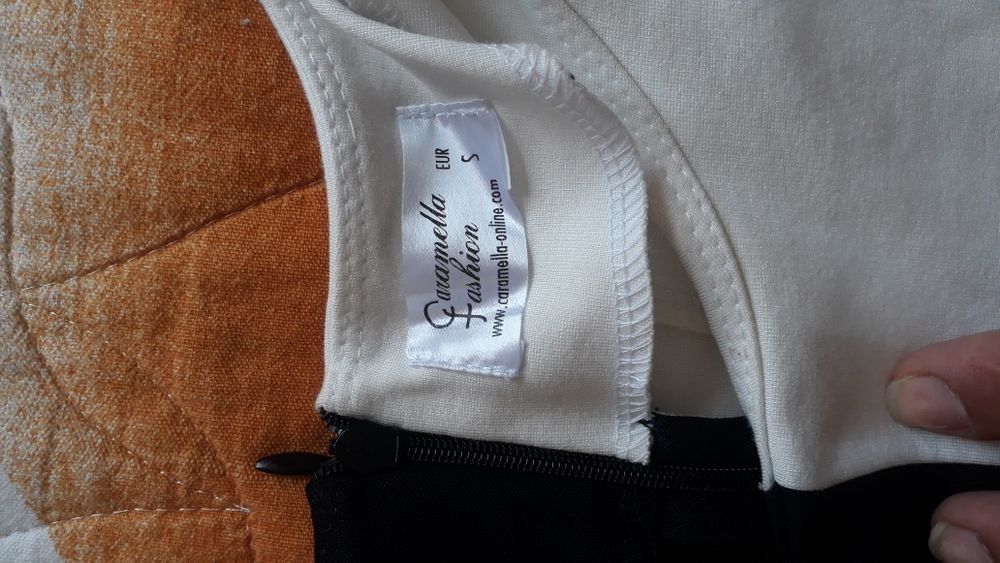 Caramella EUR
Fashion S
www.caramella-online.com